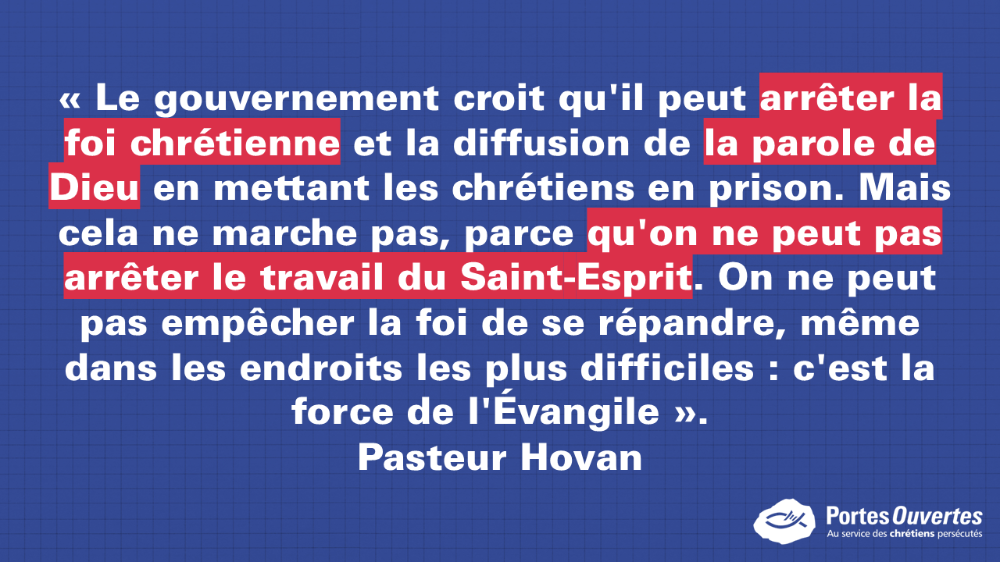 « Le gouvernement croit qu'il peut arrêter la
foi chrétienne et la diffusion de la parole de
Dieu en mettant les chrétiens en prison. Mais
cela ne marche pas, parce qu'on ne peut pas
arrêter le travail du Saint-Esprit. On ne peut
pas empêcher la foi de se répandre, même
dans les endroits les plus difficiles : c'est la
force de l'Évangile ».
Pasteur Hovan
Portes Ouvertes
Au service des chrétiens persécutés